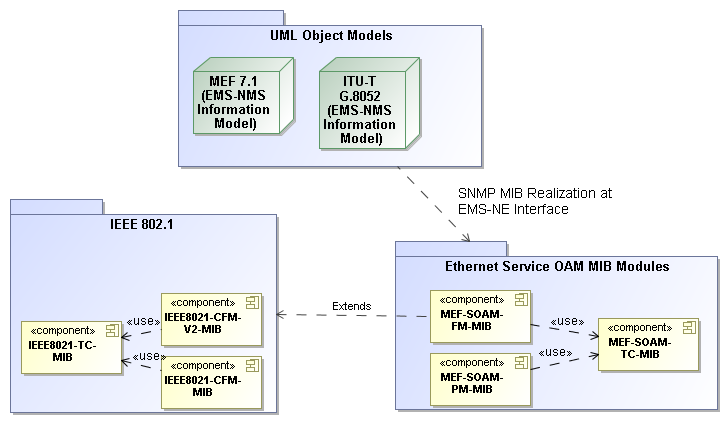 UML Object Models
MEF 7.1
(EMS-NMS
Information
Model)
ITU-T
G.8052
(EMS-NMS
Information
Model)
SNMP MIB Realization at
EMS-NE Interface
IEEE 802.1
«component»
IEEE8021-TC-
MIB
«use»
«use»
«component»
IEEE8021-CFM-
V2-MIB
«component»
IEEE8021-CFM-
MIB
Extends
Ethernet Service OAM MIB Modules
«component»
MEF-SOAM-
FM-MIB
«component»
MEF-SOAM-
PM-MIB
«use»
«use»
«component»
MEF-SOAM-
TC-MIB